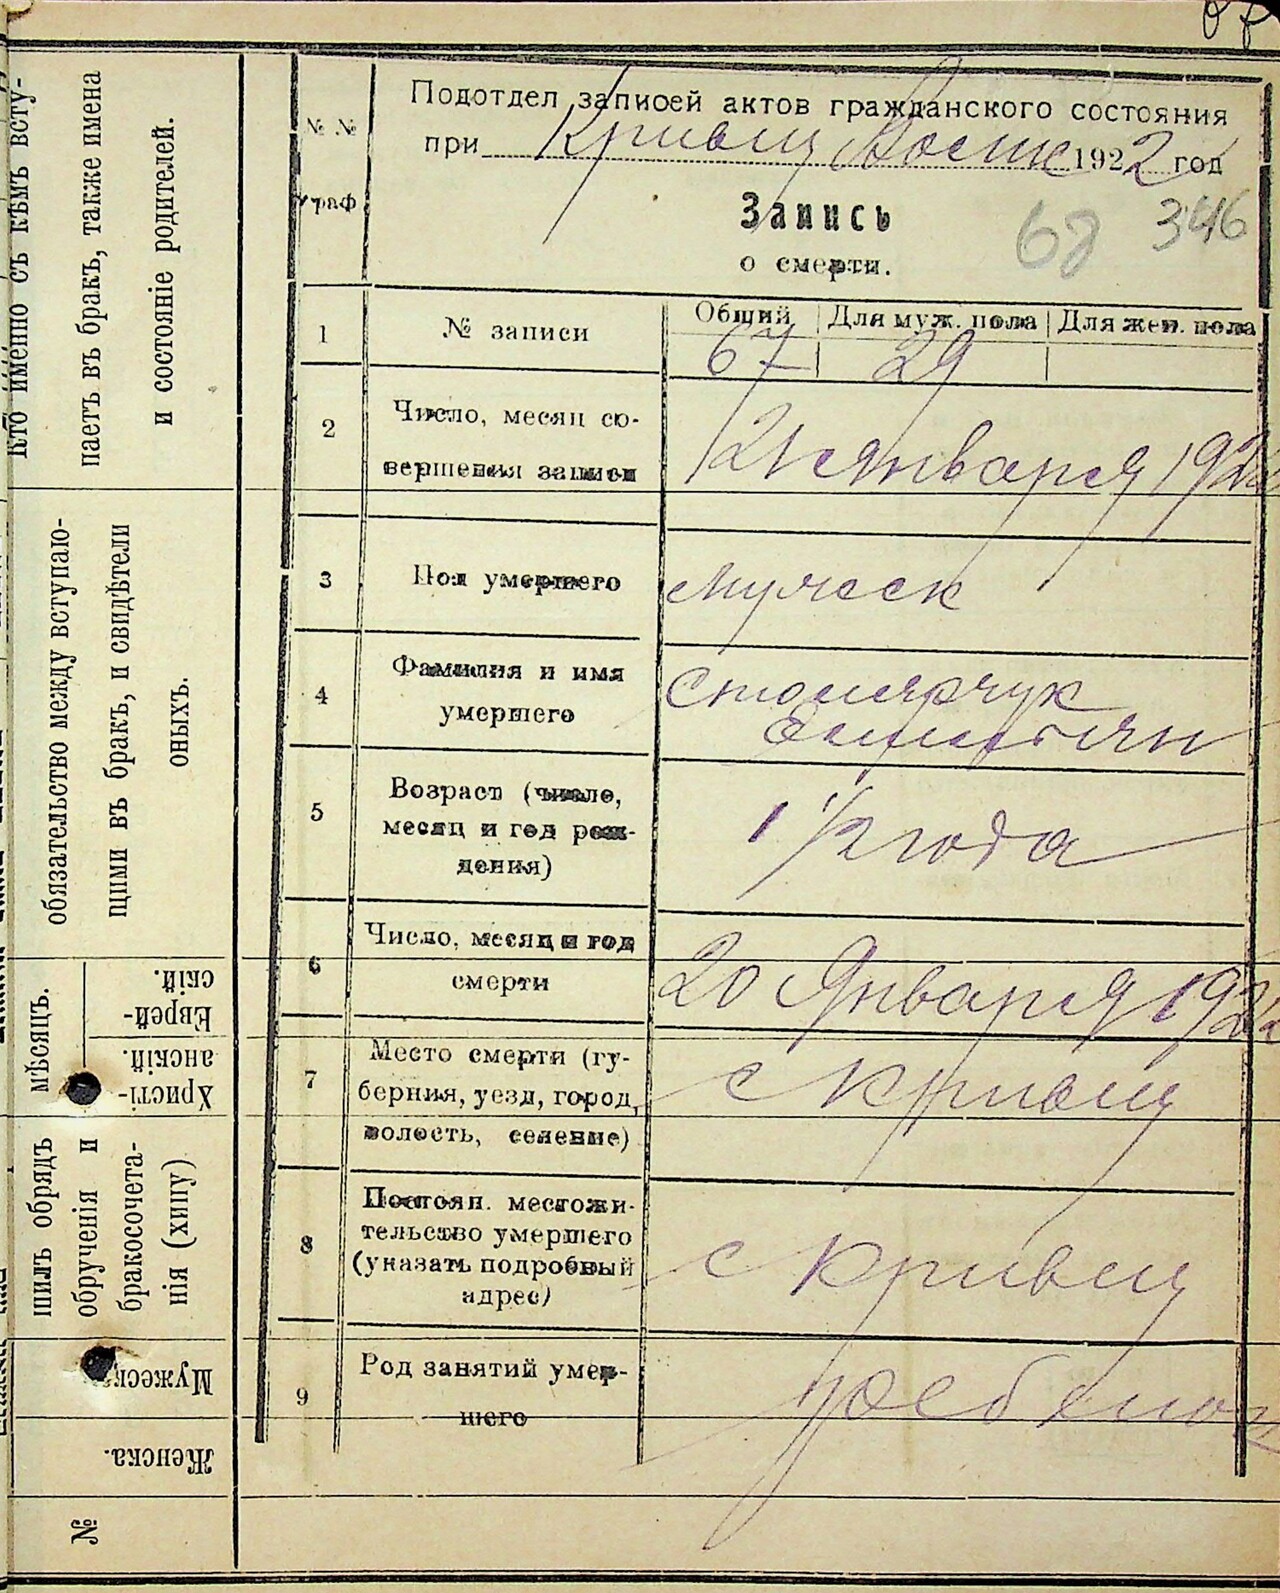 Подотдел записей актов гражданского состояния
при 1922 год
Запись
о смерти.
68 346
№ №
граф
1 № записи
Общий Для муж. пола Для жен. пола
67 29
2 Число, месяц со-
вершения записи
21 января 1922
3 Пол умершего
мужеск
4 Фамилия и имя
умершего
Столярчук
5 Возраст (число,
месяц и год рож-
дения)
1 1/2 года
6 Число, месяц и год
смерти
20 Января 1922
7 Место смерти (гу-
берния, уезд, город,
волость, селение)
с
8 Постоян. местожи-
тельство умершего
(указать подробный
адрес)
с
9 Род занятий умер-
шего
Кто именно съ кѣмъ всту-
паетъ въ бракъ, также имена
и состояніе родителей.
обязательство между вступаю-
щими въ бракъ, и свидѣтели
оныхъ.
мѣсяцъ.
Еврей-
скій.
Христі-
анскій.
шилъ обрядъ
обрученія и
бракосочета-
нія (хипу)
Мужеск.
Женска.
№